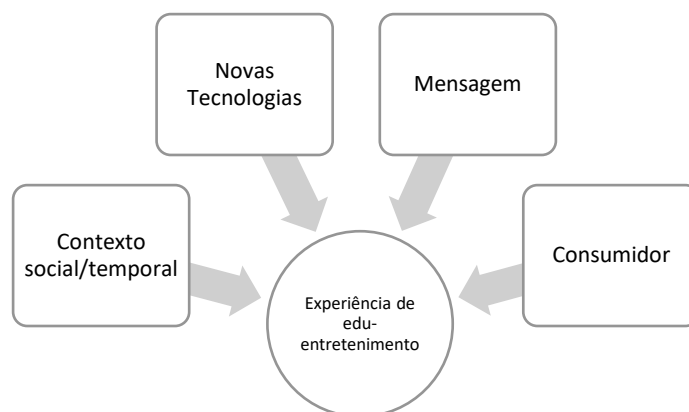 Novas
Tecnologias
Mensagem
Contexto
social/temporal
Consumidor
Experiência de
edu-
entretenimento